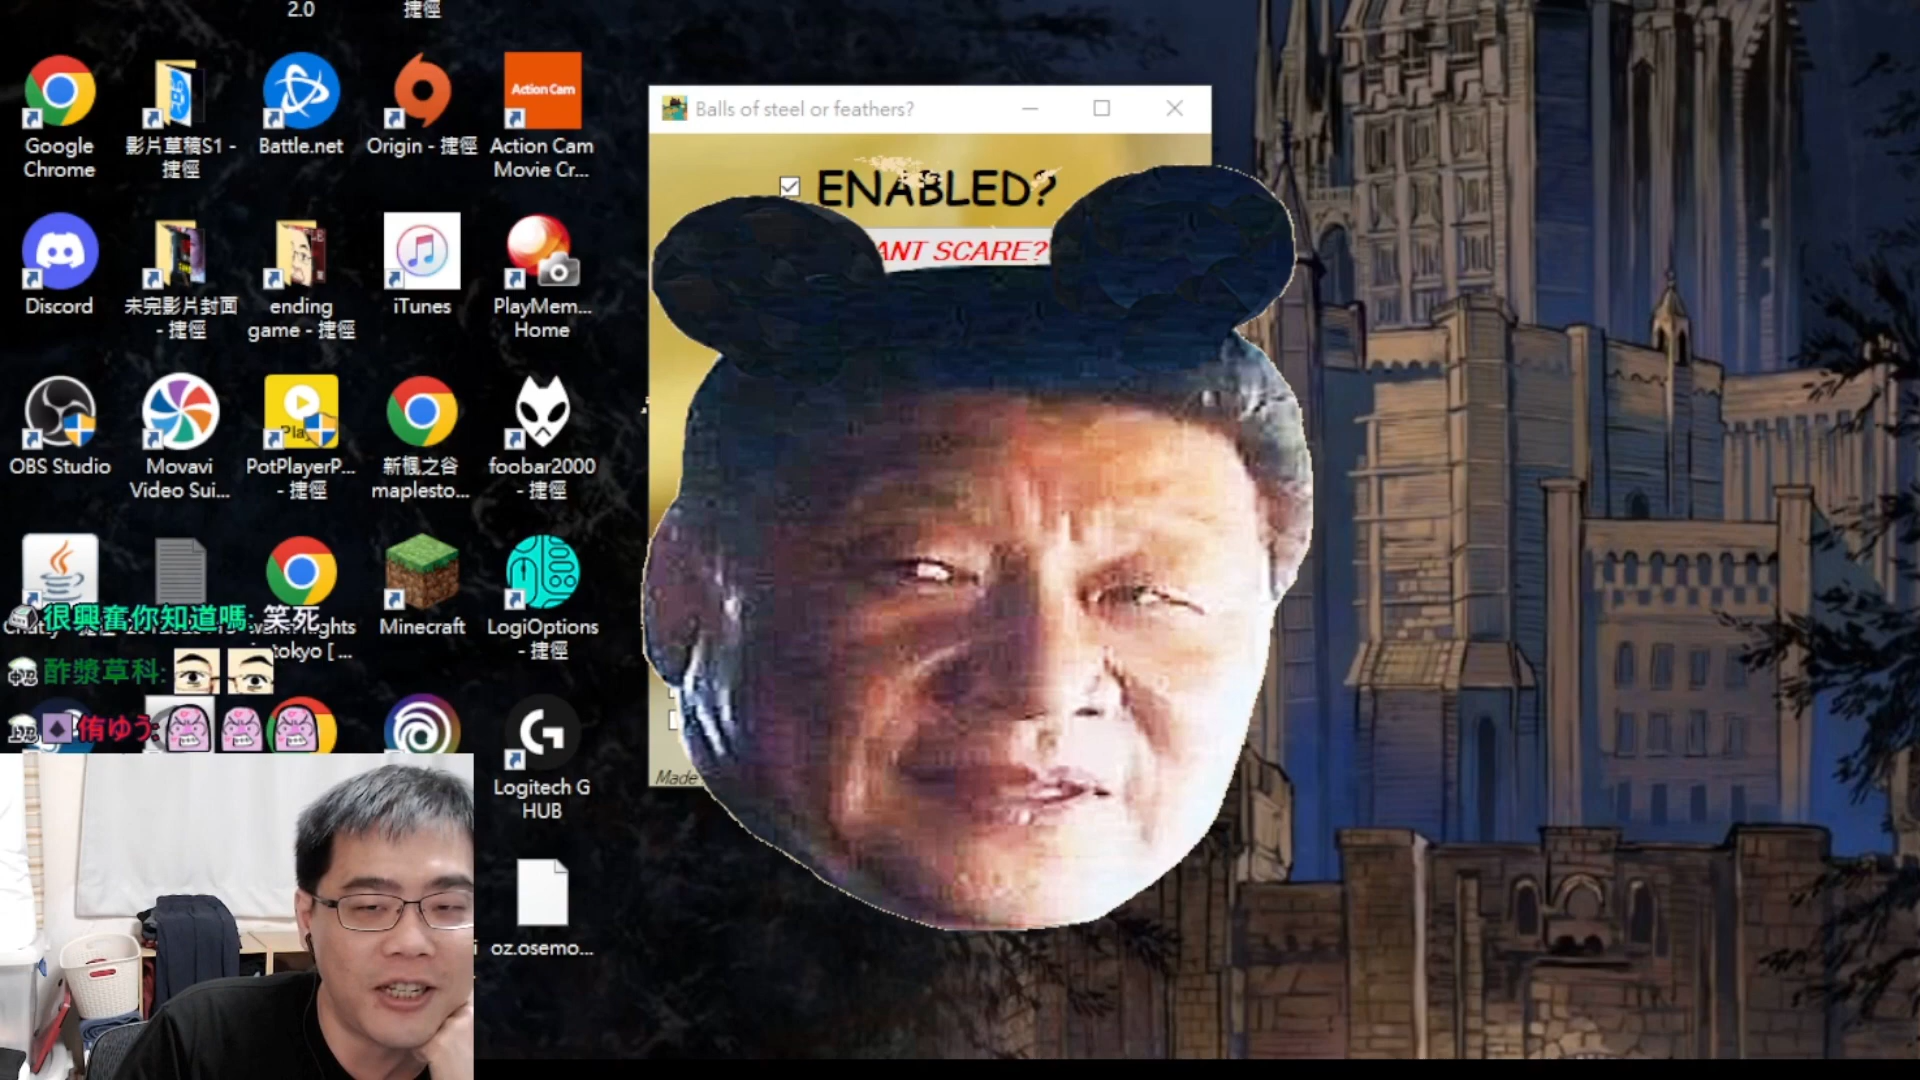 2.0
捷徑
Google Chrome
影片草稿S1 - 捷徑
Battle.net
Origin - 捷徑
Action Cam
Action Cam Movie Cr...
Discord
未完影片封面 - 捷徑
ending game - 捷徑
iTunes
PlayMem... Home
OBS Studio
Movavi Video Sui...
PotPlayerP... - 捷徑
新楓之谷 maplesto...
foobar2000 - 捷徑
Minecraft
LogiOptions - 捷徑
tokyo [ ...
很興奮你知道嗎: 笑死
酢漿草科:
侑ゆう:
Logitech G HUB
oz.osemo...
Balls of steel or feathers?
ENABLED?
ANT SCARE?
Made